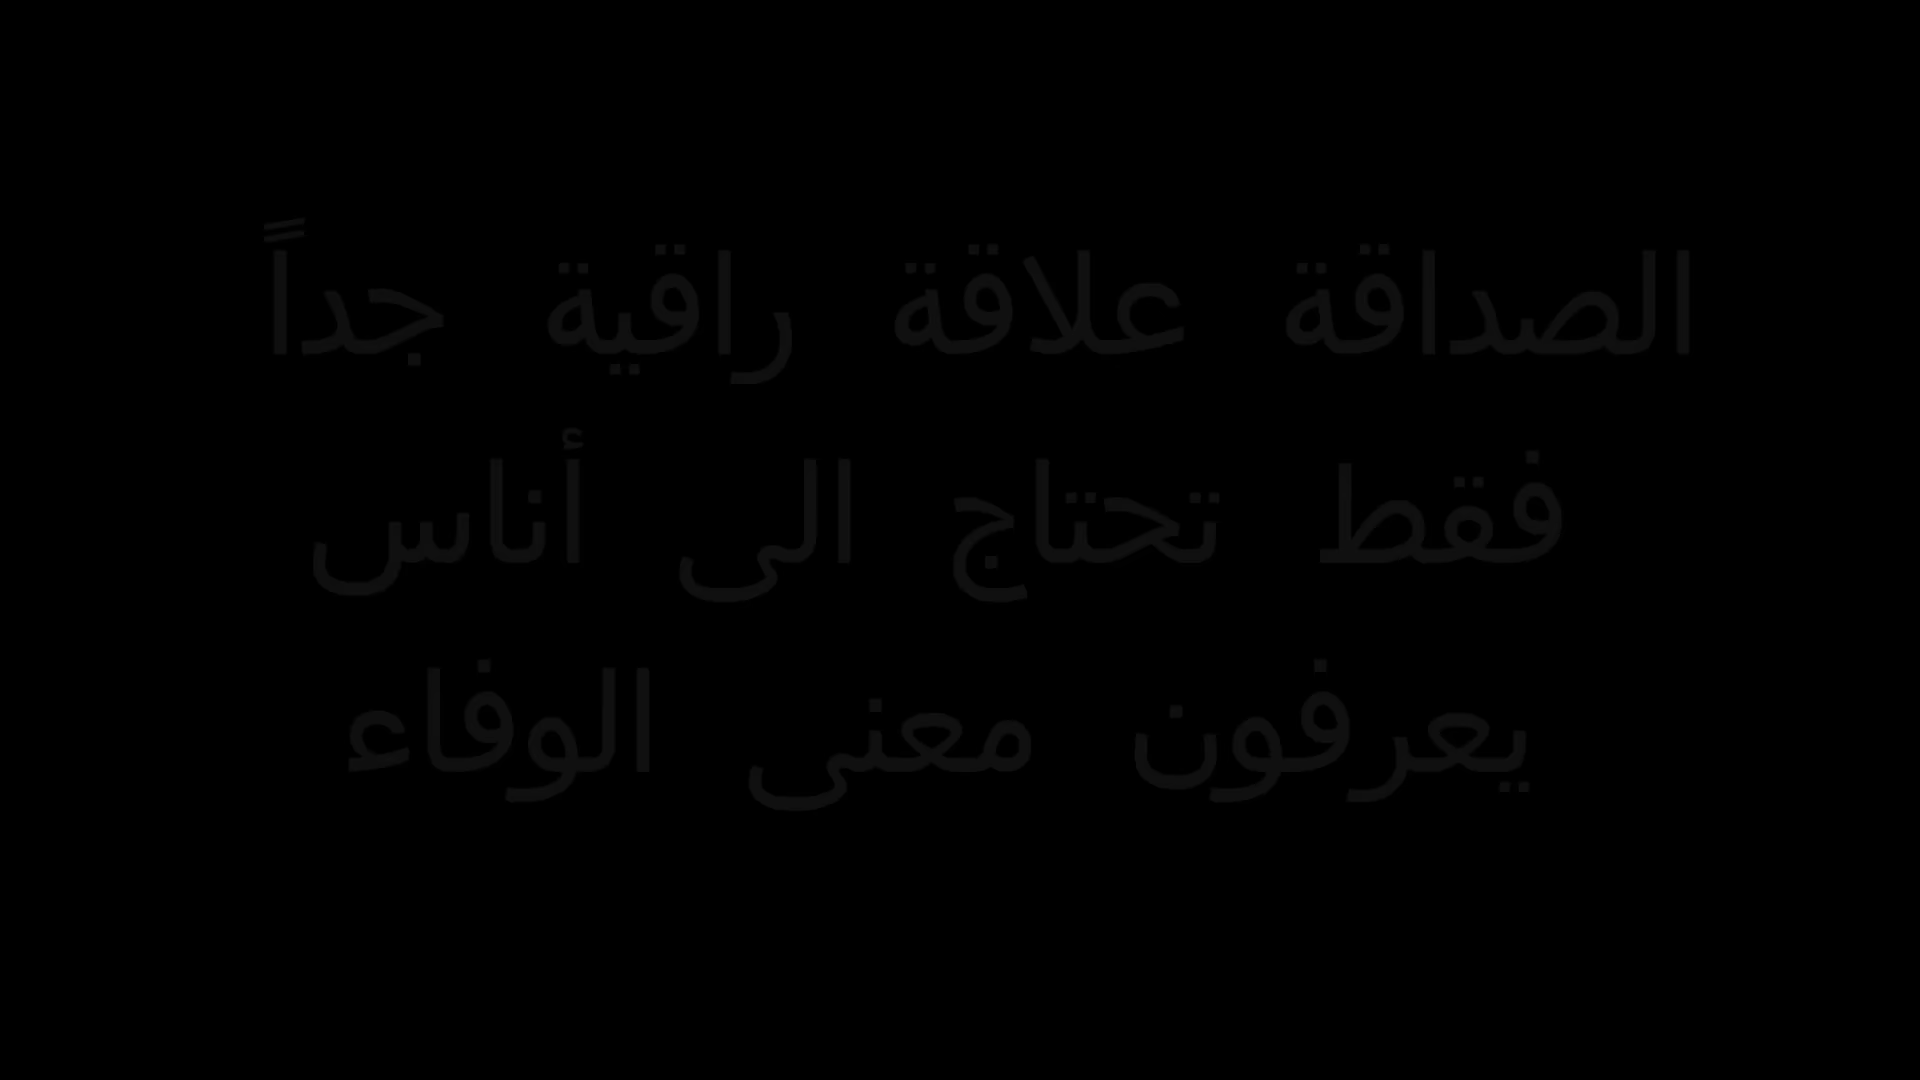 الصداقة علاقة راقية جداً
فقط تحتاج الى أناس
يعرفون معنى الوفاء